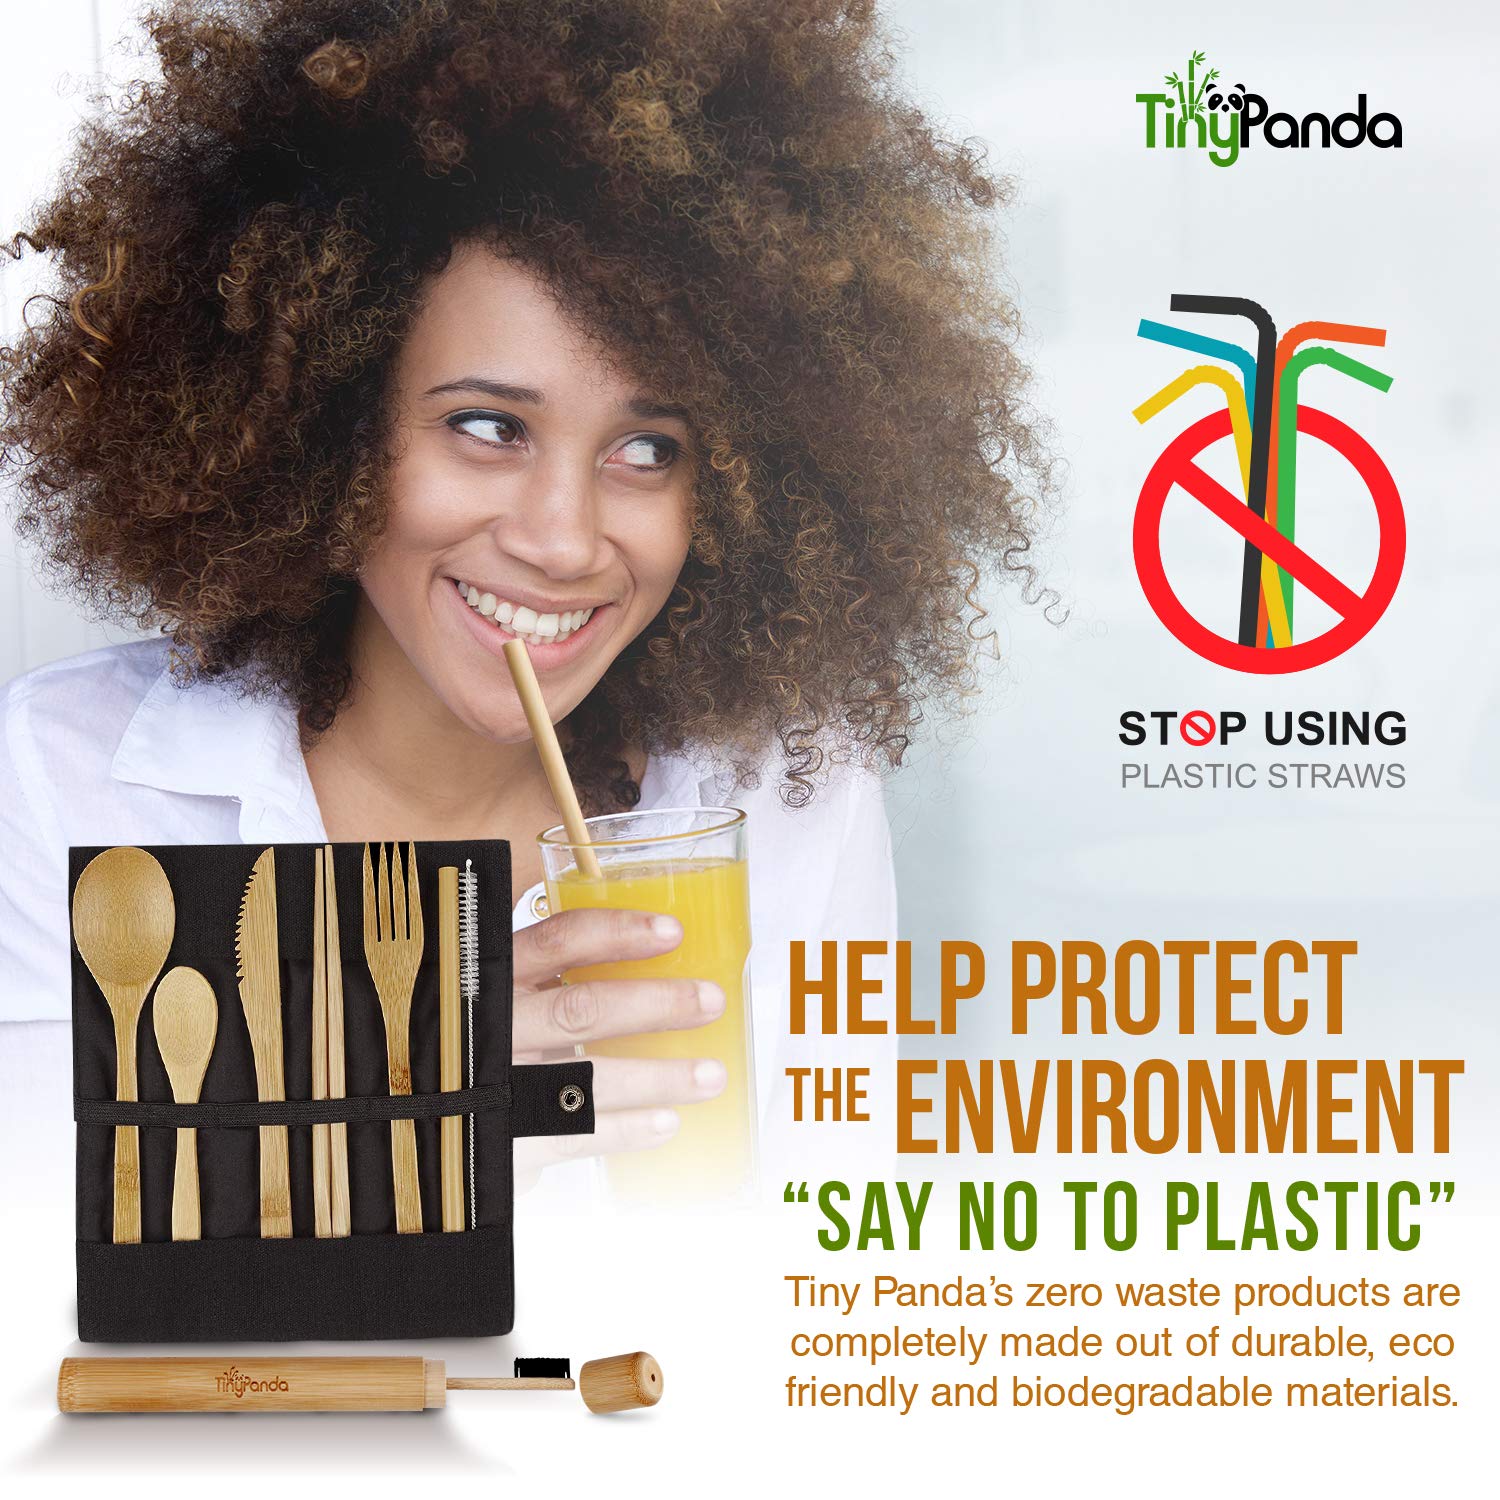 TinyPanda
STOP USING
PLASTIC STRAWS
HELP PROTECT
THE ENVIRONMENT
“SAY NO TO PLASTIC”
Tiny Panda’s zero waste products are
completely made out of durable, eco
friendly and biodegradable materials.
TinyPanda